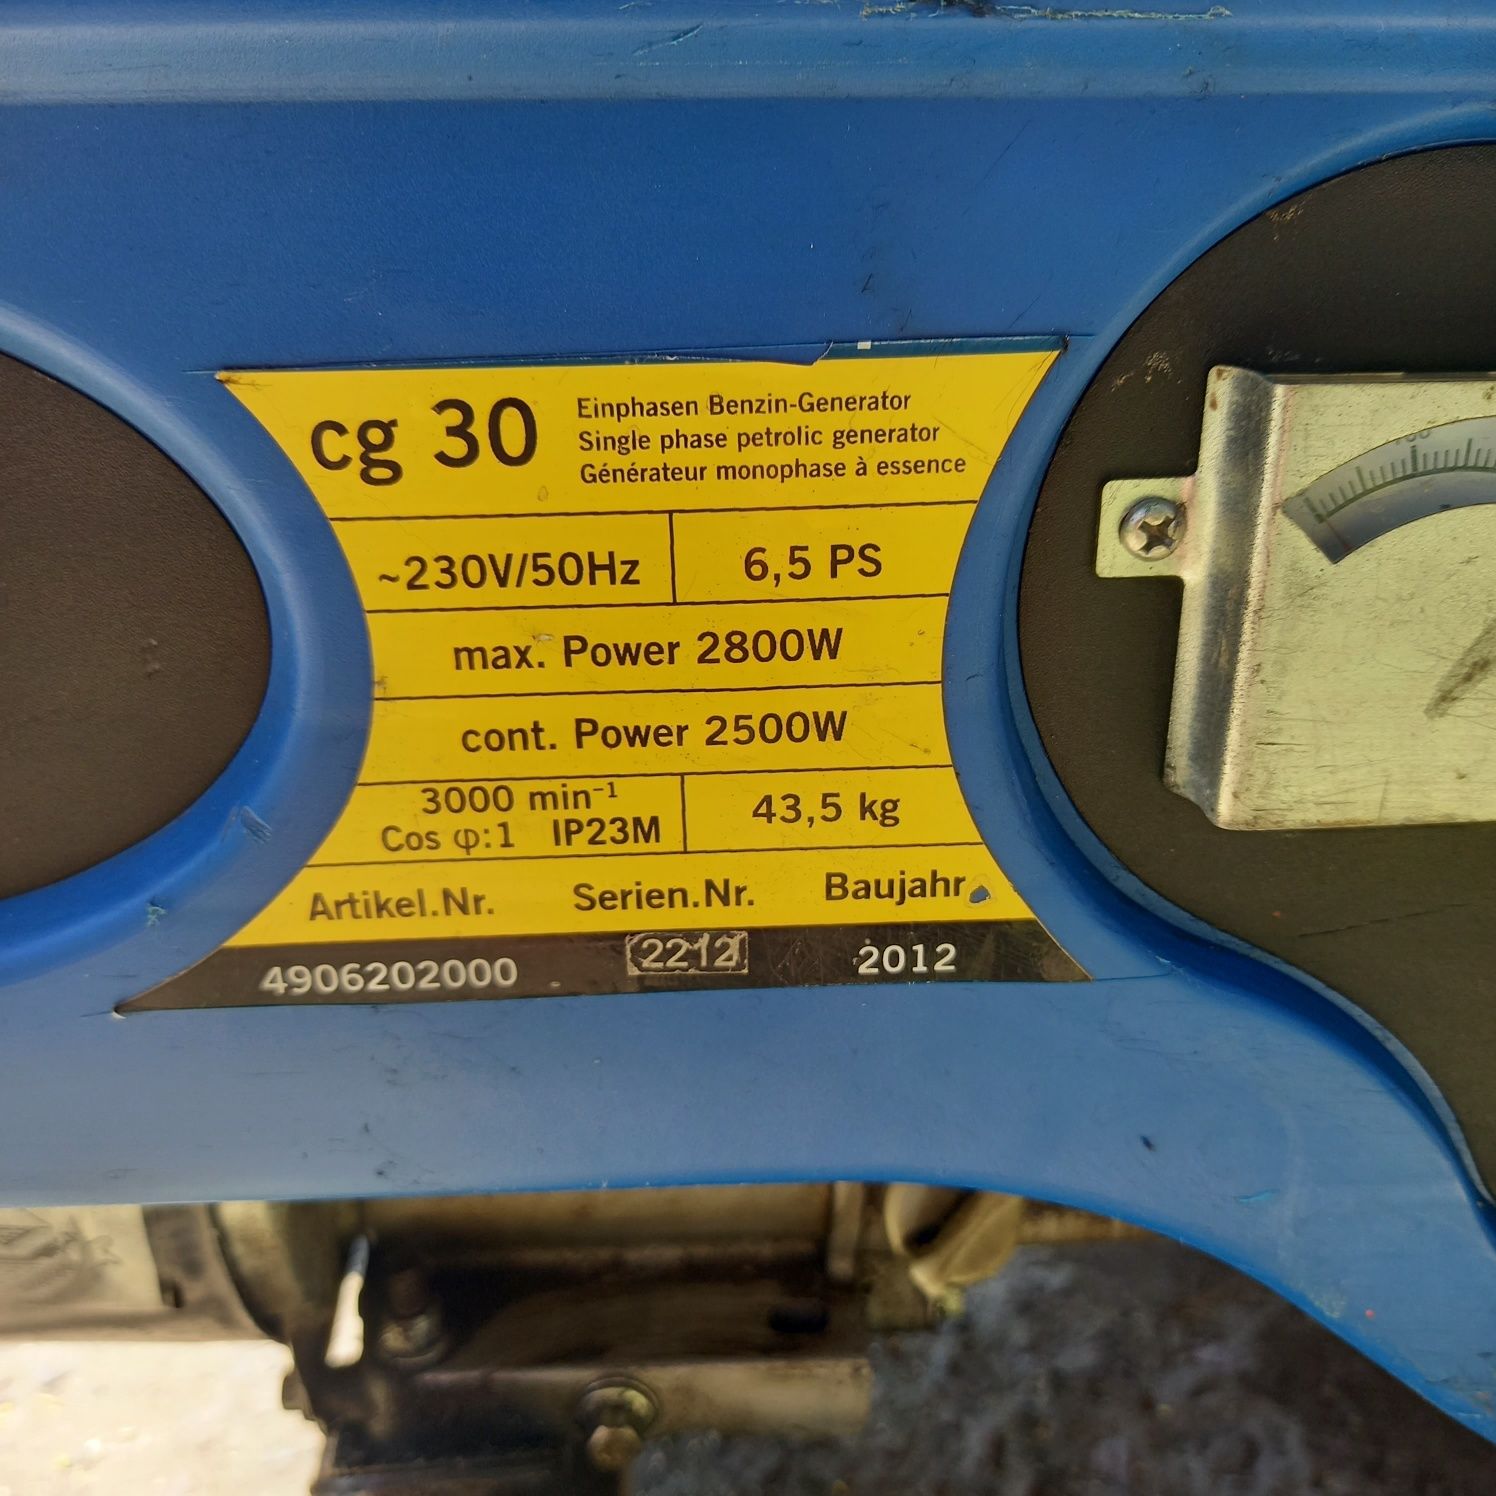 cg 30
Einphasen Benzin-Generator
Single phase petrolic generator
Générateur monophase à essence
~230V/50Hz 6,5 PS
max. Power 2800W
cont. Power 2500W
3000 min⁻¹
Cos φ:1 IP23M
43,5 kg
Artikel.Nr. Serien.Nr. Baujahr
4906202000 2212 2012